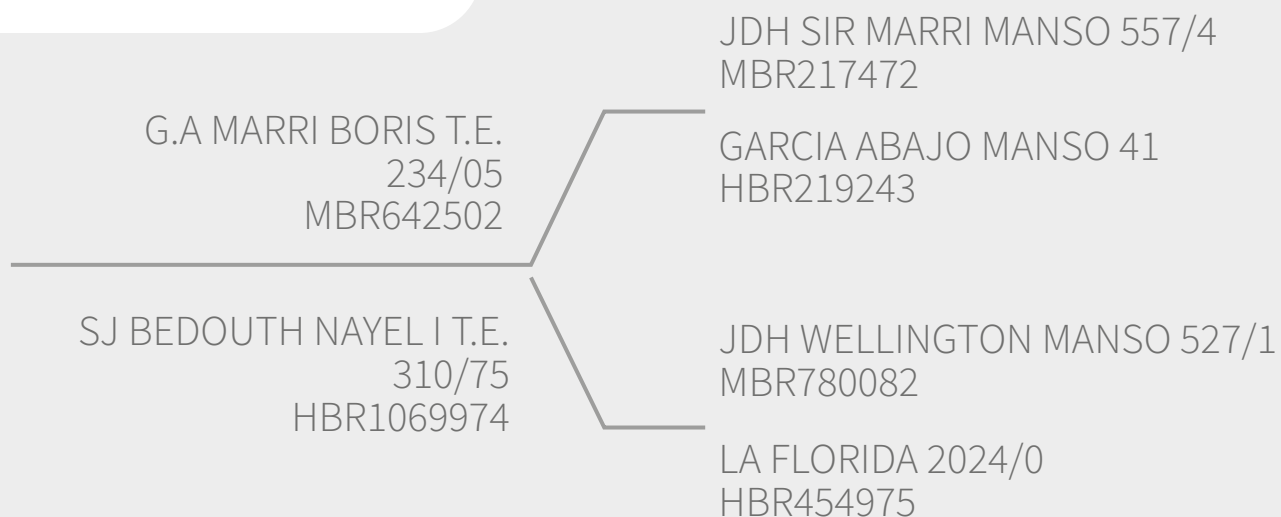 G.A MARRI BORIS T.E.
234/05
MBR642502
SJ BEDOUTH NAYEL I T.E.
310/75
HBR1069974
JDH SIR MARRI MANSO 557/4
MBR217472
GARCIA ABAJO MANSO 41
HBR219243
JDH WELLINGTON MANSO 527/1
MBR780082
LA FLORIDA 2024/0
HBR454975